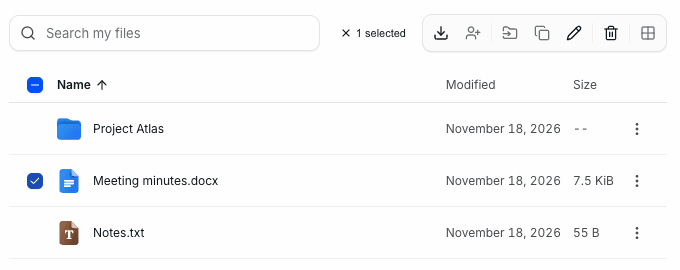 Search my files
1 selected
Name Modified Size
Project Atlas November 18, 2026 --
Meeting minutes.docx November 18, 2026 7.5 KiB
T Notes.txt November 18, 2026 55 B